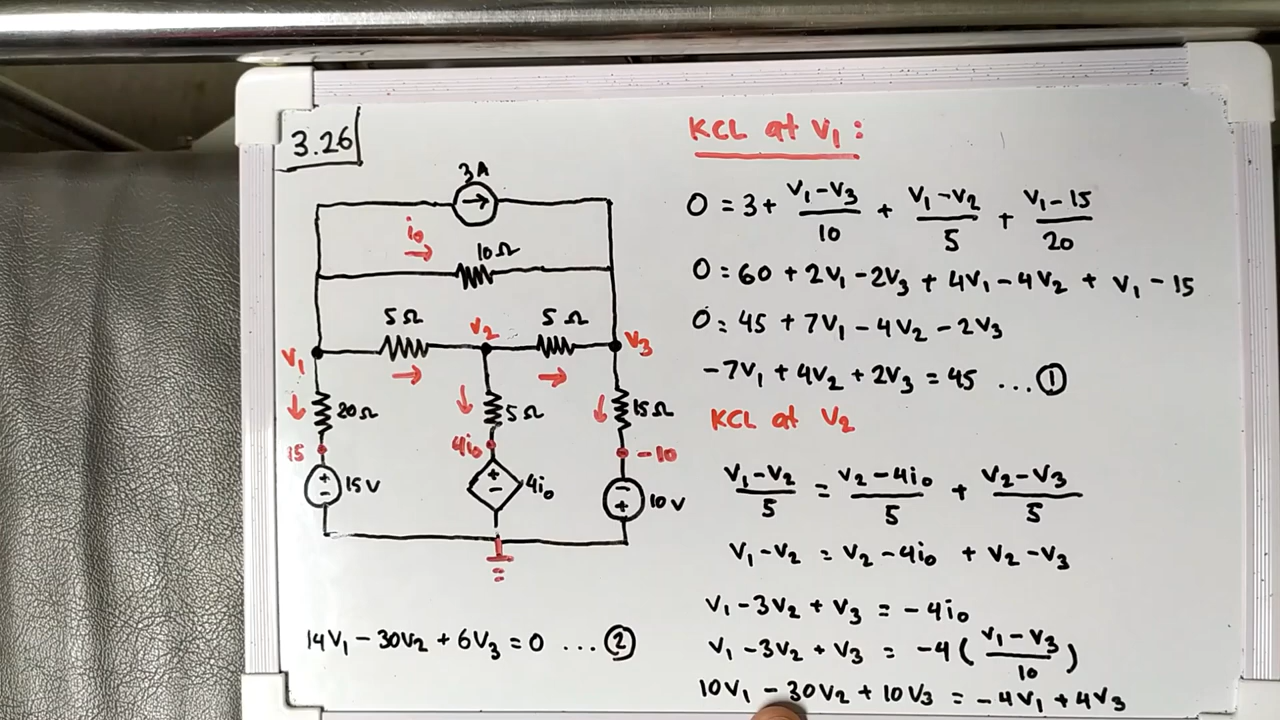 3.26
3A
i₀
10Ω
5Ω
V₂
5Ω
V₁
V₃
20Ω
5Ω
15Ω
15
4i₀
-10
+
-
15V
+
-
4i₀
-
+
10V
14V₁ - 30V₂ + 6V₃ = 0 ... ②
KCL at V₁ :
0 = 3 + (V₁-V₃)/10 + (V₁-V₂)/5 + (V₁-15)/20
0 = 60 + 2V₁ - 2V₃ + 4V₁ - 4V₂ + V₁ - 15
0 = 45 + 7V₁ - 4V₂ - 2V₃
-7V₁ + 4V₂ + 2V₃ = 45 ... ①
KCL at V₂
(V₁-V₂)/5 = (V₂-4i₀)/5 + (V₂-V₃)/5
V₁-V₂ = V₂-4i₀ + V₂-V₃
V₁-3V₂+V₃ = -4i₀
V₁-3V₂+V₃ = -4((V₁-V₃)/10)
10V₁ - 30V₂ + 10V₃ = -4V₁ + 4V₃